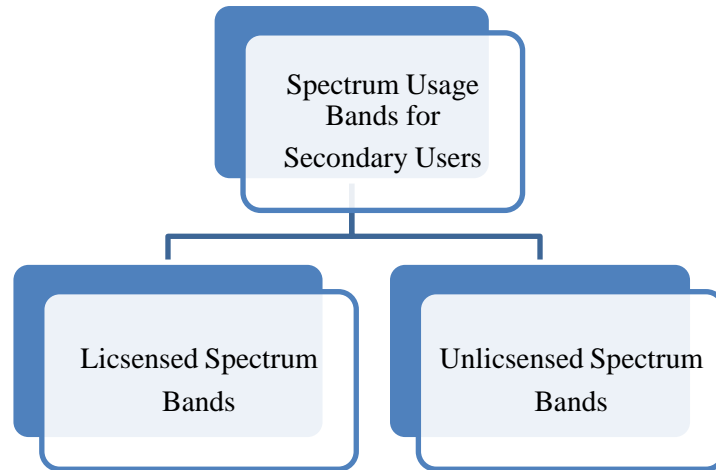 Spectrum Usage
Bands for
Secondary Users
Licsensed Spectrum
Bands
Unlicsensed Spectrum
Bands